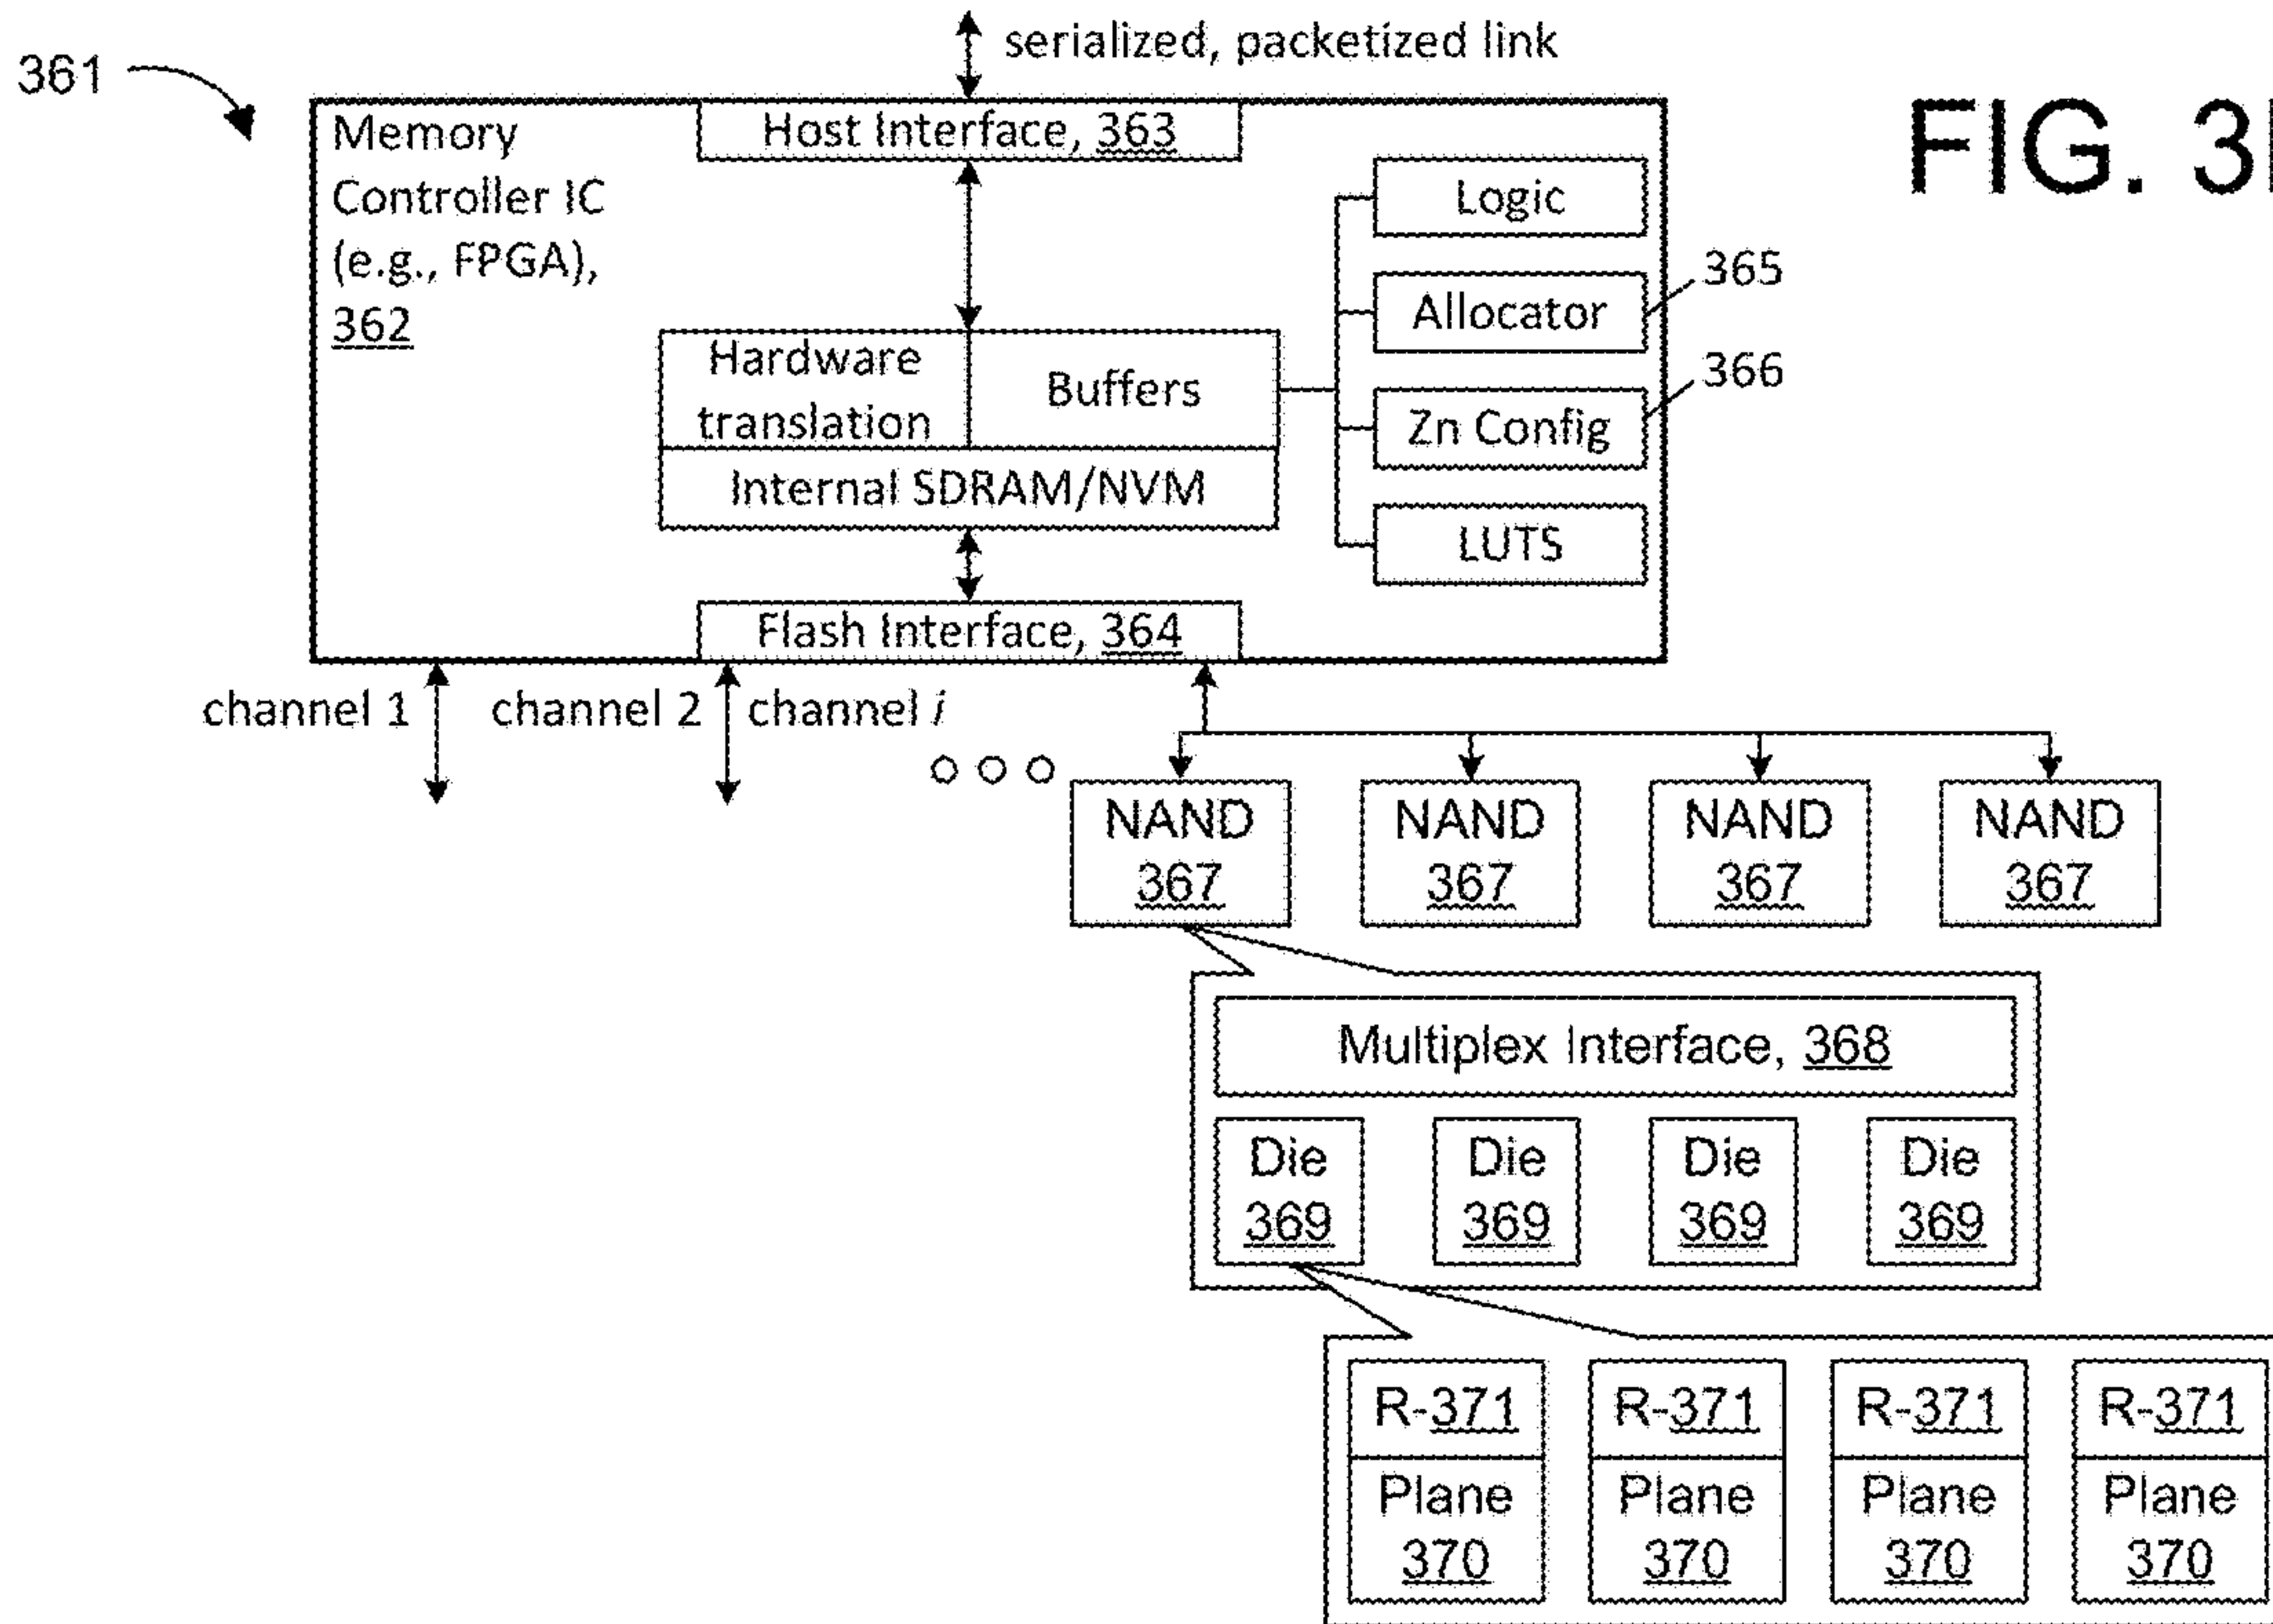 serialized, packetized link
361
FIG. 3
Memory
Controller IC
(e.g., FPGA),
362
Host Interface, 363
Logic
Allocator
365
Zn Config
366
LUTS
Hardware
translation
Buffers
Internal SDRAM/NVM
Flash Interface, 364
channel 1
channel 2
channel i
NAND
367
NAND
367
NAND
367
NAND
367
Multiplex Interface, 368
Die
369
Die
369
Die
369
Die
369
R-371
Plane
370
R-371
Plane
370
R-371
Plane
370
R-371
Plane
370